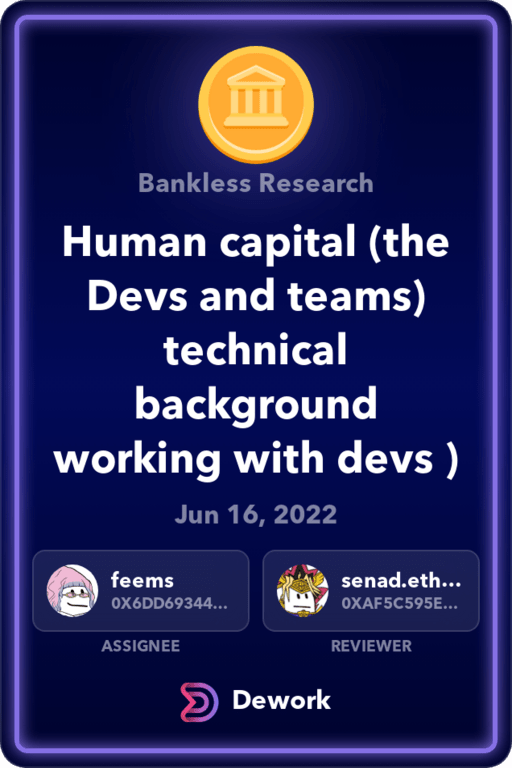 Bankless Research
Human capital (the
Devs and teams)
technical
background
working with devs )
Jun 16, 2022
feems
0X6DD69344...
ASSIGNEE
senad.eth...
0XAF5C595E...
REVIEWER
Dework